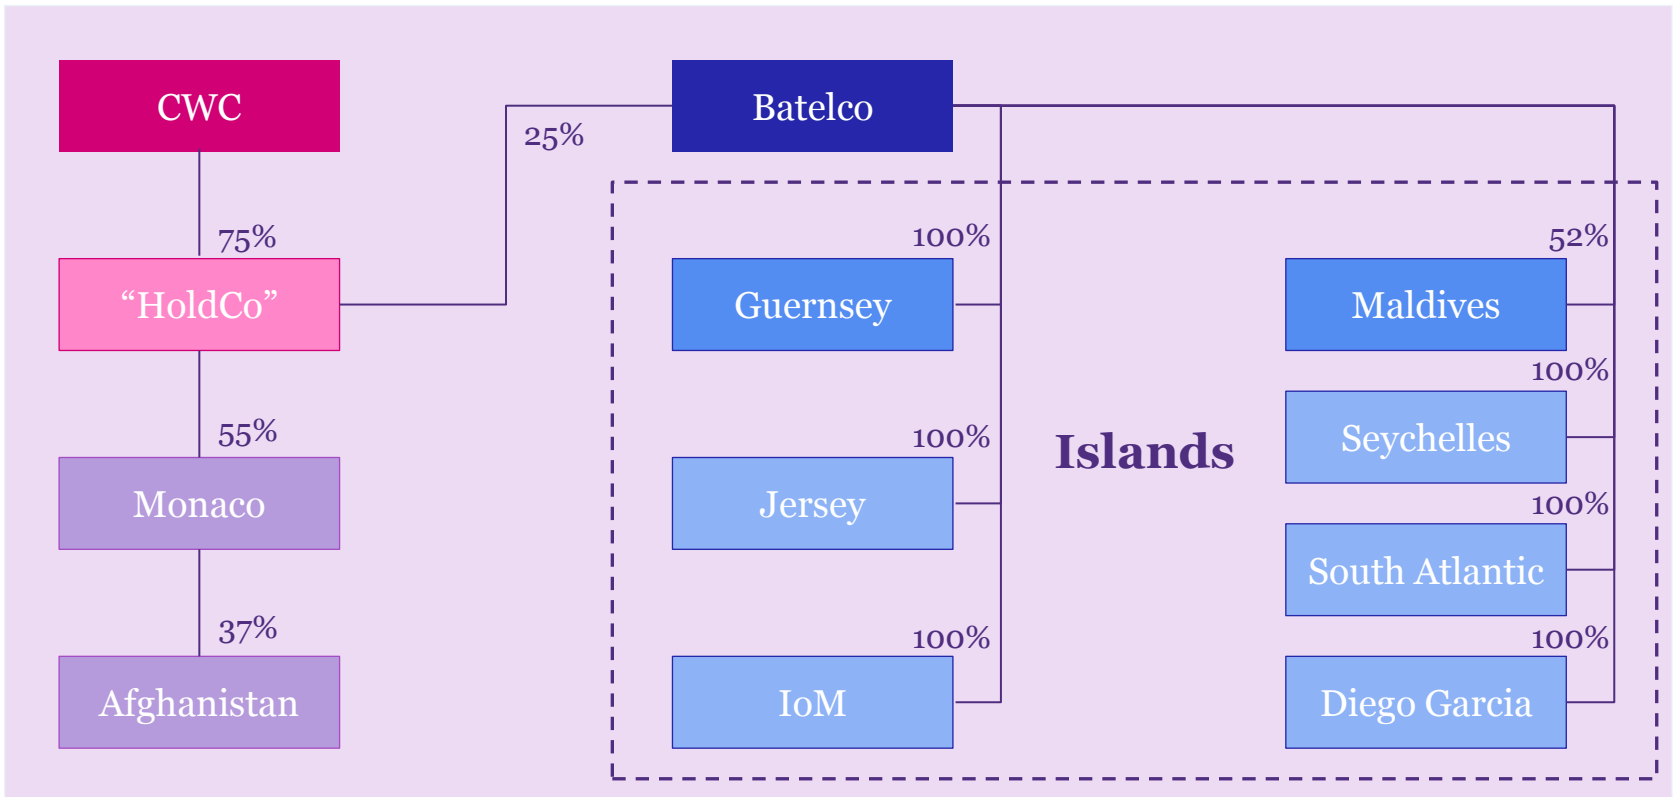 CWC
Batelco
25%
75%
100%
52%
“HoldCo”
Guernsey
Maldives
100%
55%
100%
Islands
Seychelles
Monaco
Jersey
100%
South Atlantic
37%
100%
100%
Afghanistan
IoM
Diego Garcia